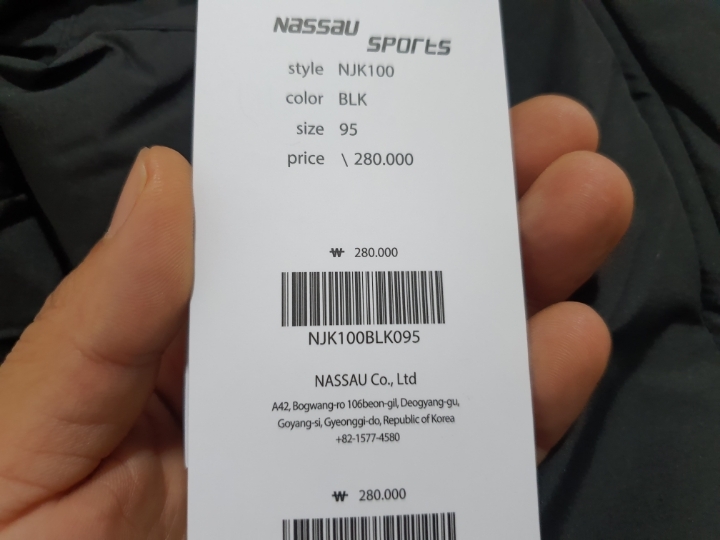 Nassau
SPORTS
style NJK100
color BLK
size 95
price \ 280.000
₩ 280.000
NJK100BLK095
NASSAU Co., Ltd
A42, Bogwang-ro 106beon-gil, Deogyang-gu,
Goyang-si, Gyeonggi-do, Republic of Korea
+82-1577-4580
₩ 280.000